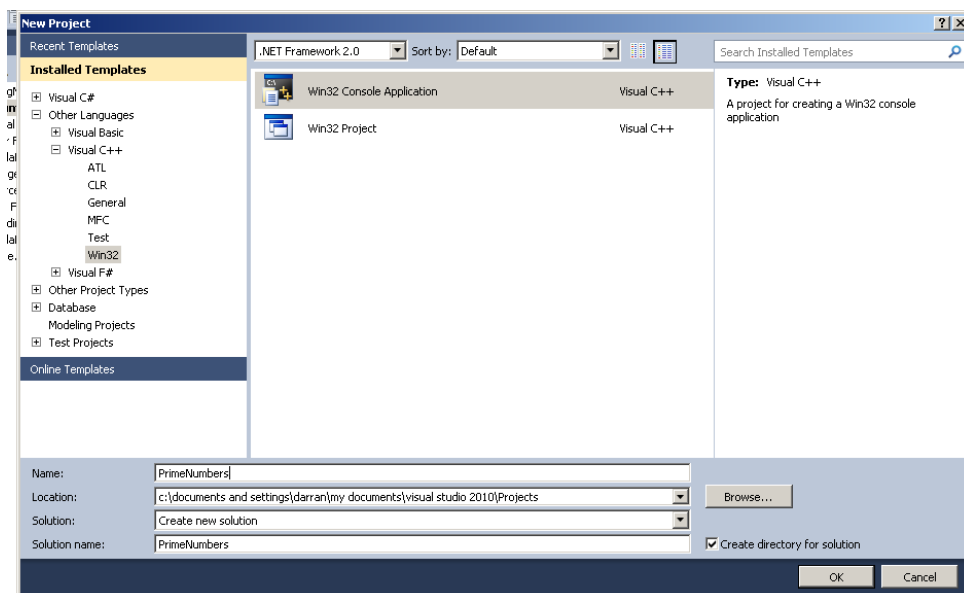 New Project
Recent Templates
Installed Templates
Visual C#
Other Languages
Visual Basic
Visual C++
ATL
CLR
General
MFC
Test
Win32
Visual F#
Other Project Types
Database
Modeling Projects
Test Projects
Online Templates
.NET Framework 2.0 Sort by: Default
Win32 Console Application Visual C++
Win32 Project Visual C++
Search Installed Templates
Type: Visual C++
A project for creating a Win32 console
application
Name: PrimeNumbers
Location: c:\documents and settings\darran\my documents\visual studio 2010\Projects Browse...
Solution: Create new solution
Solution name: PrimeNumbers Create directory for solution
OK Cancel